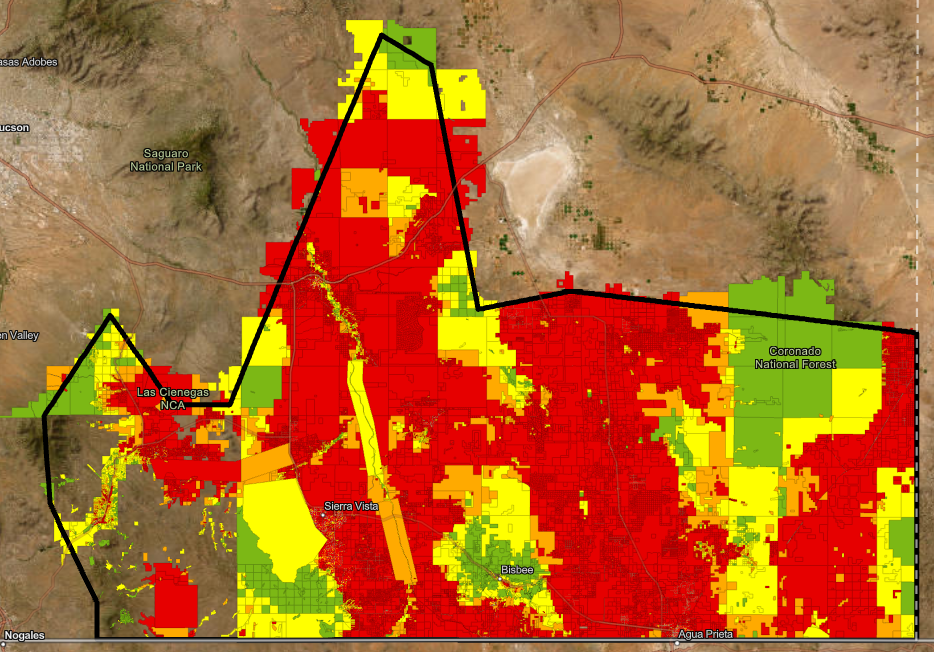 asas Adobes
ucson
Saguaro
National Park
en Valley
Coronado
National Forest
Las Cienegas
NCA
Sierra Vista
Bisbee
Nogales
Agua Prieta